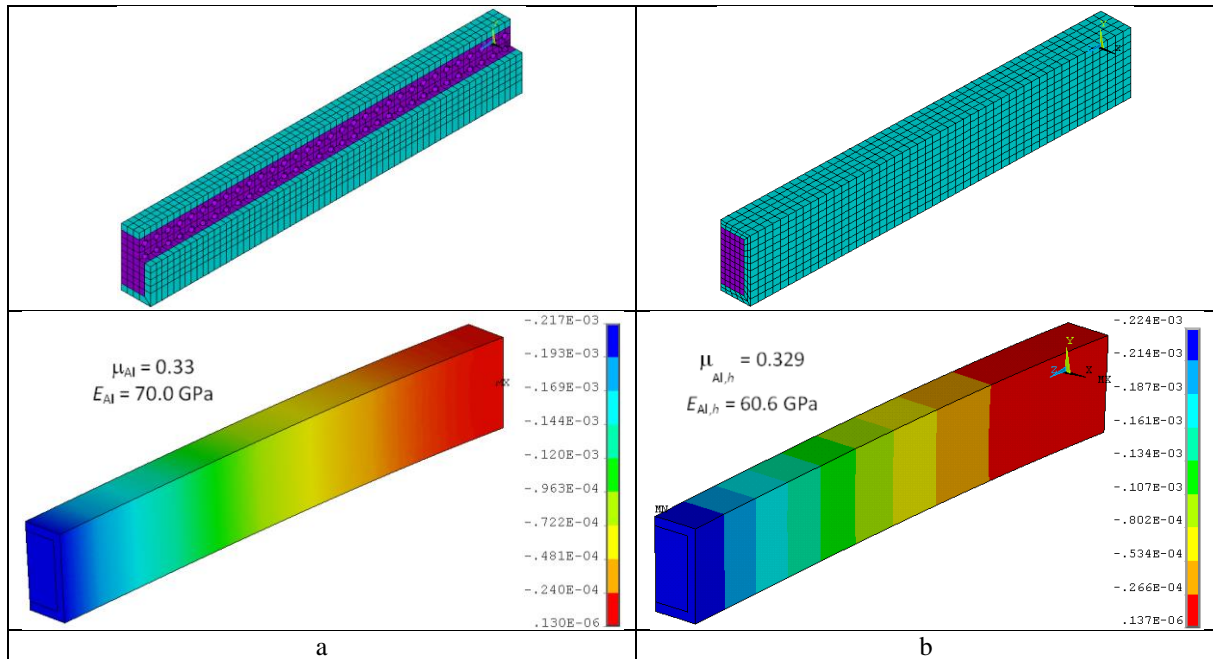 μAl = 0.33
EAl = 70.0 GPa
MX
-.217E-03
-.193E-03
-.169E-03
-.144E-03
-.120E-03
-.963E-04
-.722E-04
-.481E-04
-.240E-04
.130E-06
μAl,h = 0.329
EAl,h = 60.6 GPa
Y
Z
X
MX
MN
-.224E-03
-.214E-03
-.187E-03
-.161E-03
-.134E-03
-.107E-03
-.802E-04
-.534E-04
-.266E-04
.137E-06
a
b